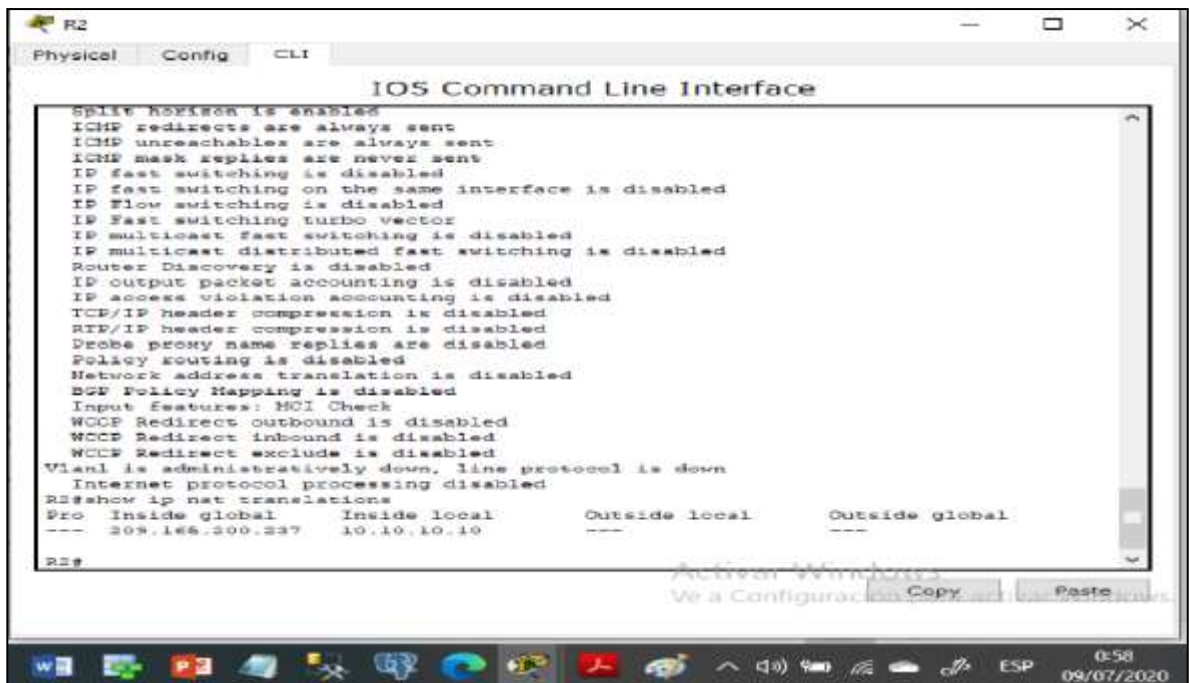 R2
Physical Config CLI
IOS Command Line Interface
Split horizon is enabled
ICMP redirects are always sent
ICMP unreachables are always sent
ICMP mask replies are never sent
IP fast switching is disabled
IP fast switching on the same interface is disabled
IP Flow switching is disabled
IP Fast switching turbo vector
IP multicast fast switching is disabled
IP multicast distributed fast switching is disabled
Router Discovery is disabled
IP output packet accounting is disabled
IP access violation accounting is disabled
TCP/IP header compression is disabled
RTP/IP header compression is disabled
Probe proxy name replies are disabled
Policy routing is disabled
Network address translation is disabled
BGP Policy Mapping is disabled
Input features: MCI Check
WCCP Redirect outbound is disabled
WCCP Redirect inbound is disabled
WCCP Redirect exclude is disabled
Vlan1 is administratively down, line protocol is down
Internet protocol processing disabled
R2#show ip nat translations
Pro Inside global Inside local Outside local Outside global
--- 209.165.200.237 10.10.10.10 --- ---
R2#
Activar Windows
Ve a Configuración
Copy Paste
ESP
0:58
09/07/2020